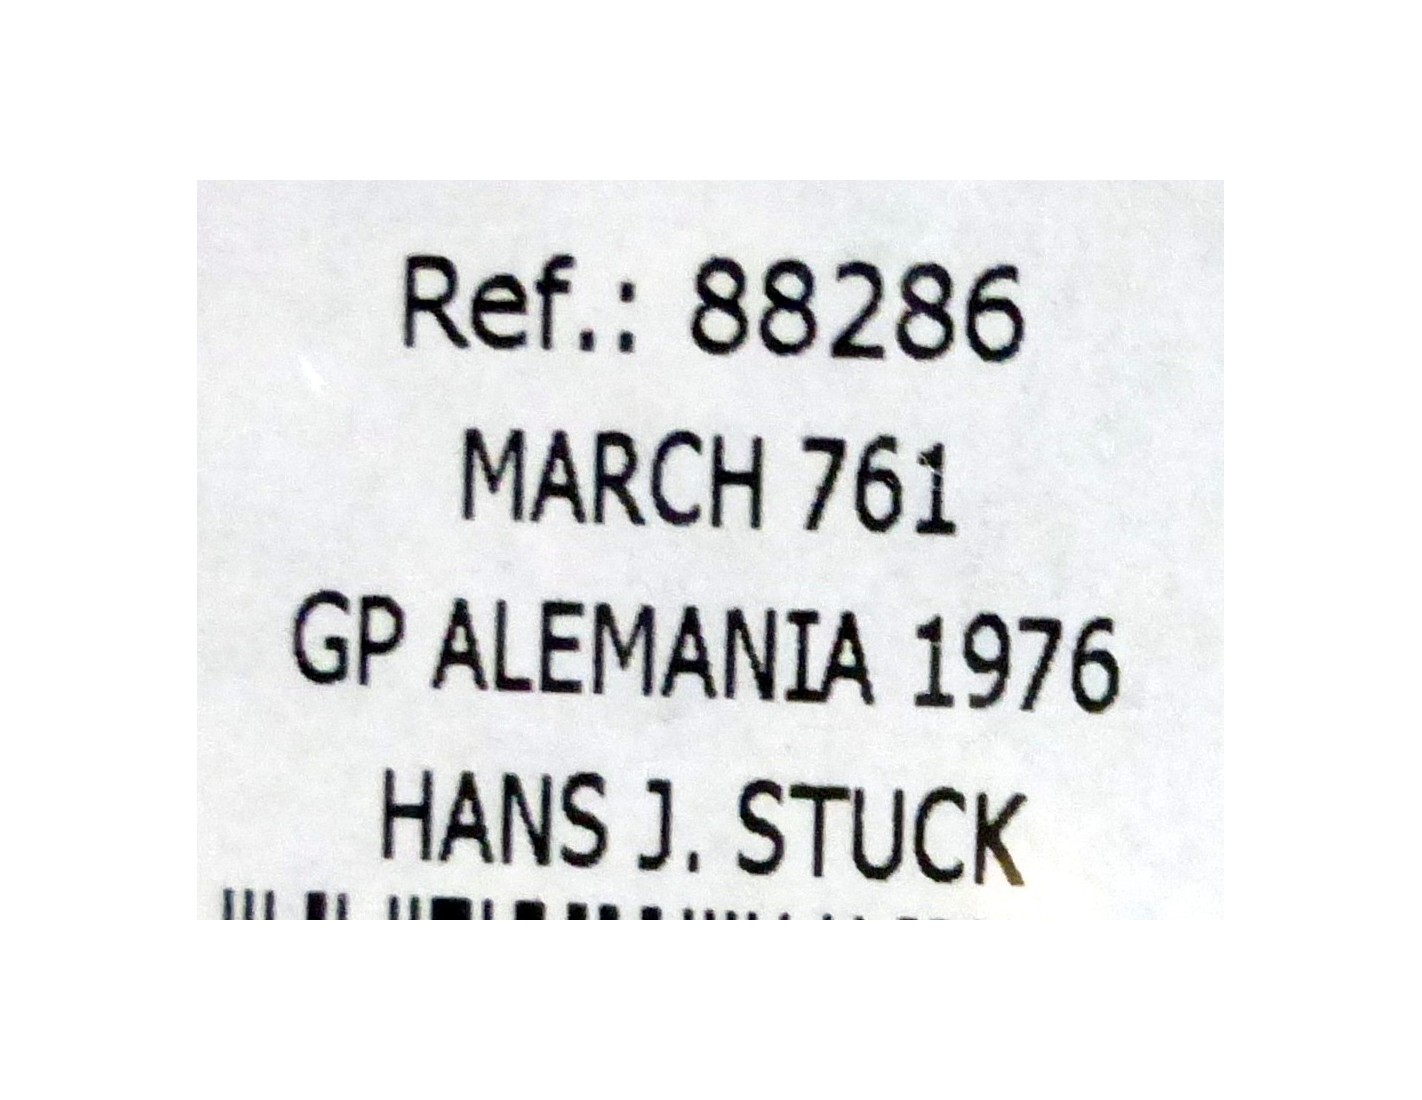 Ref.: 88286
MARCH 761
GP ALEMANIA 1976
HANS J. STUCK